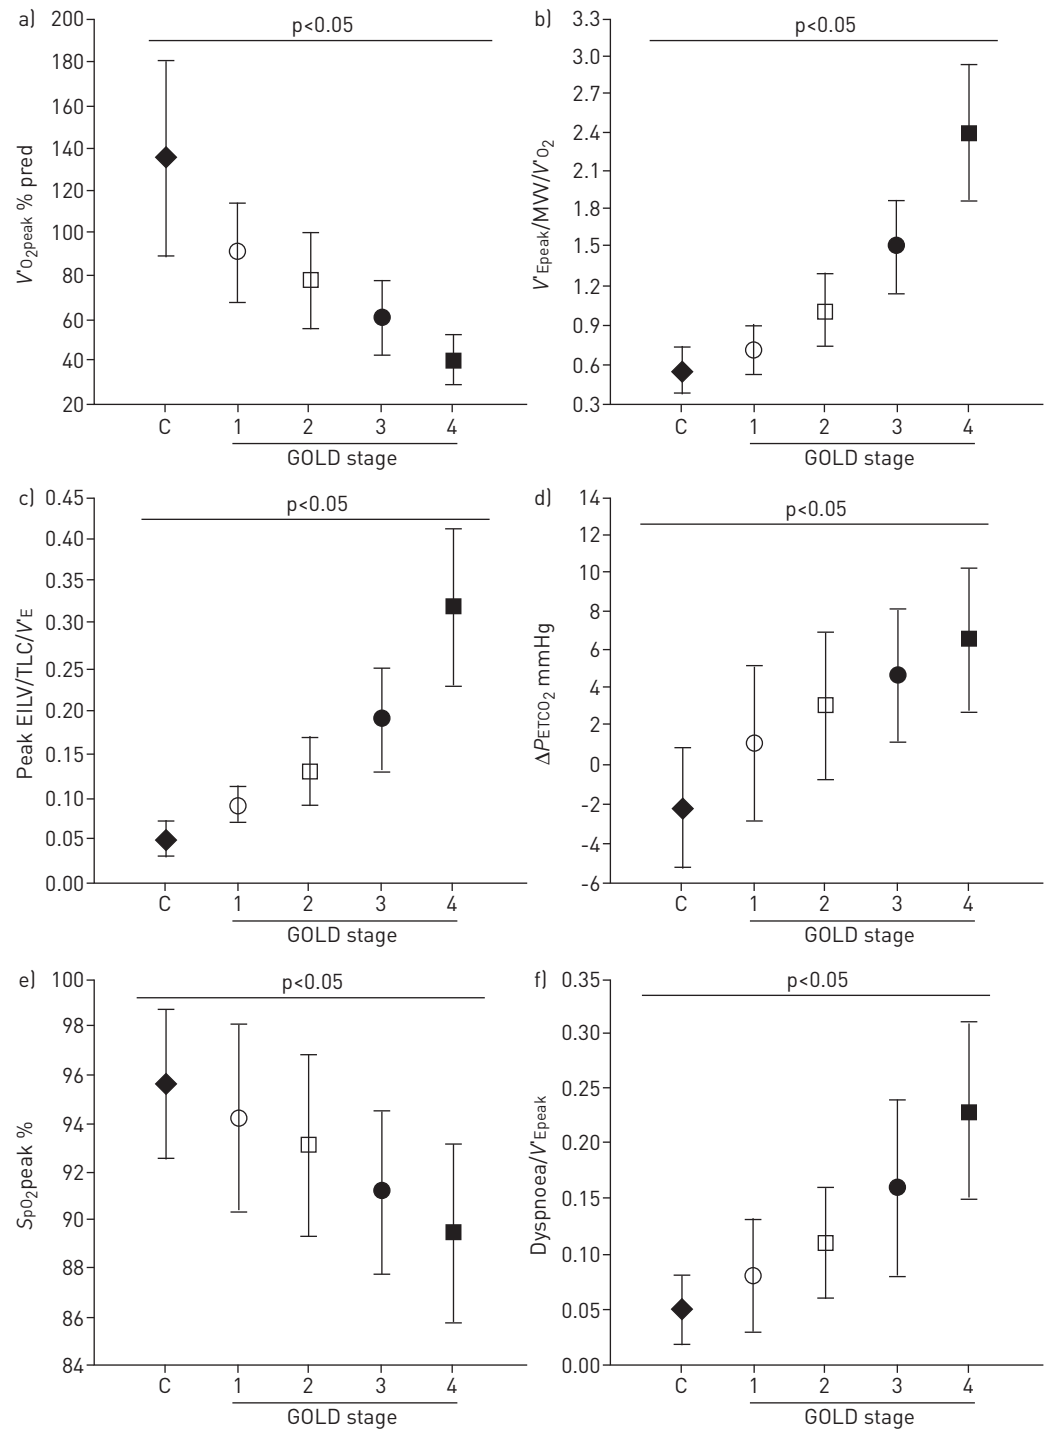 a)
p<0.05
V'O2peak % pred
200
180
160
140
120
100
80
60
40
20
C 1 2 3 4
GOLD stage
b)
p<0.05
V'Epeak/MVV/V'O2
3.3
3.0
2.7
2.4
2.1
1.8
1.5
1.2
0.9
0.6
0.3
C 1 2 3 4
GOLD stage
c)
p<0.05
Peak EILV/TLC/V'E
0.45
0.40
0.35
0.30
0.25
0.20
0.15
0.10
0.05
0.00
C 1 2 3 4
GOLD stage
d)
p<0.05
ΔPETCO2 mmHg
14
12
10
8
6
4
2
0
-2
-4
-6
C 1 2 3 4
GOLD stage
e)
p<0.05
SpO2peak %
100
98
96
94
92
90
88
86
84
C 1 2 3 4
GOLD stage
f)
p<0.05
Dyspnoea/V'Epeak
0.35
0.30
0.25
0.20
0.15
0.10
0.05
0.00
C 1 2 3 4
GOLD stage